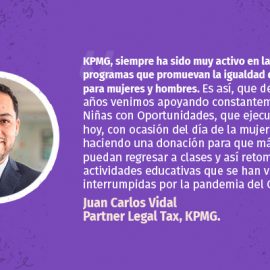 KPMG, siempre ha sido muy activo en la
programas que promuevan la igualdad
para mujeres y hombres. Es así, que de
años venimos apoyando constantem
Niñas con Oportunidades, que ejecu
hoy, con ocasión del día de la mujer
haciendo una donación para que má
puedan regresar a clases y así retom
actividades educativas que se han v
interrumpidas por la pandemia del
Juan Carlos Vidal
Partner Legal Tax, KPMG.